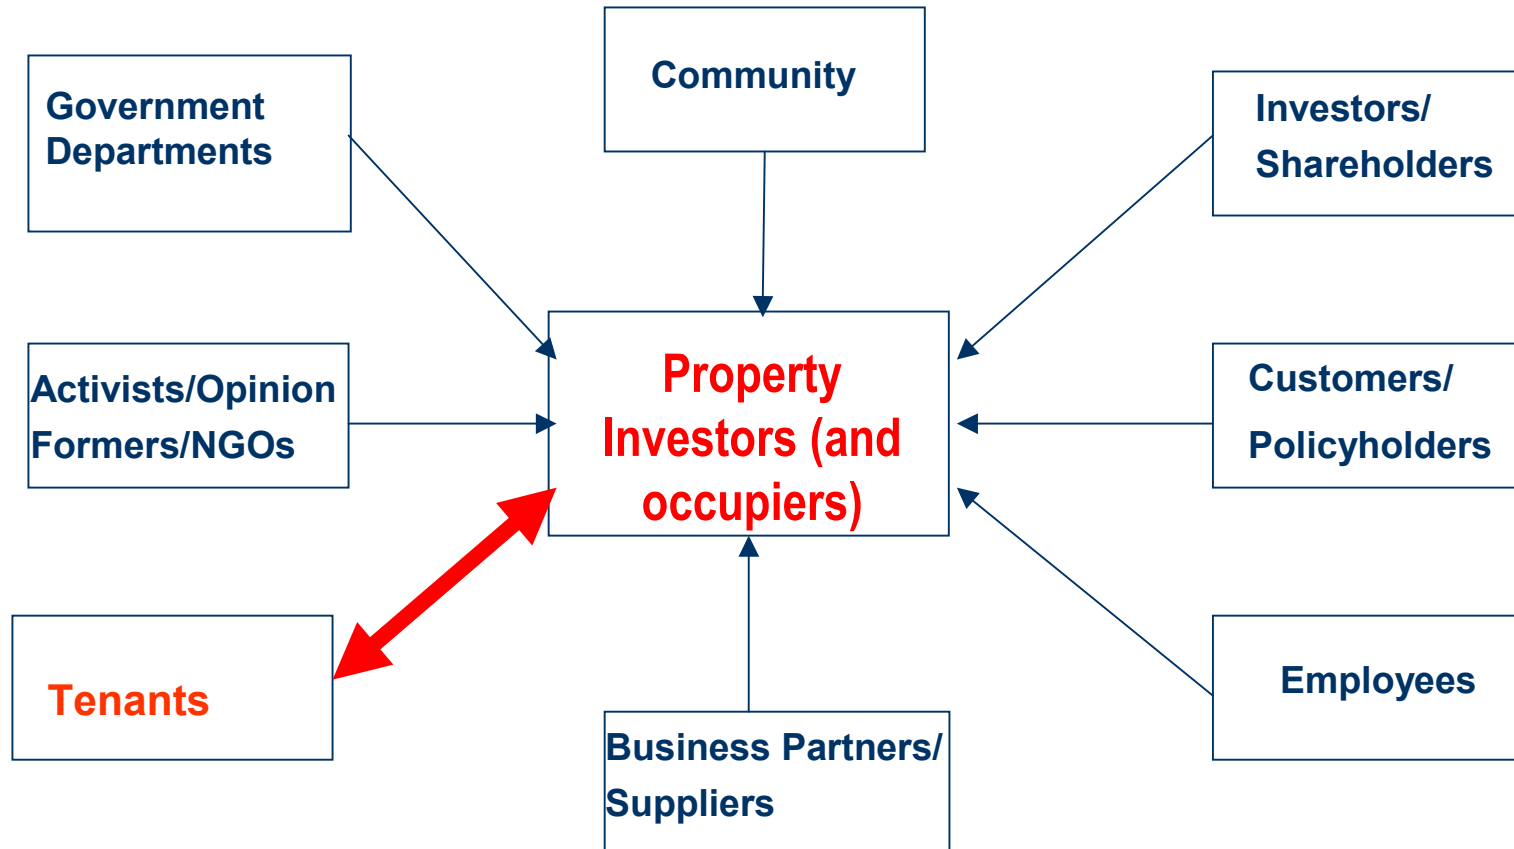 Community
Government
Departments
Investors/
Shareholders
Property
Investors (and
occupiers)
Activists/Opinion
Formers/NGOs
Customers/
Policyholders
Tenants
Business Partners/
Suppliers
Employees